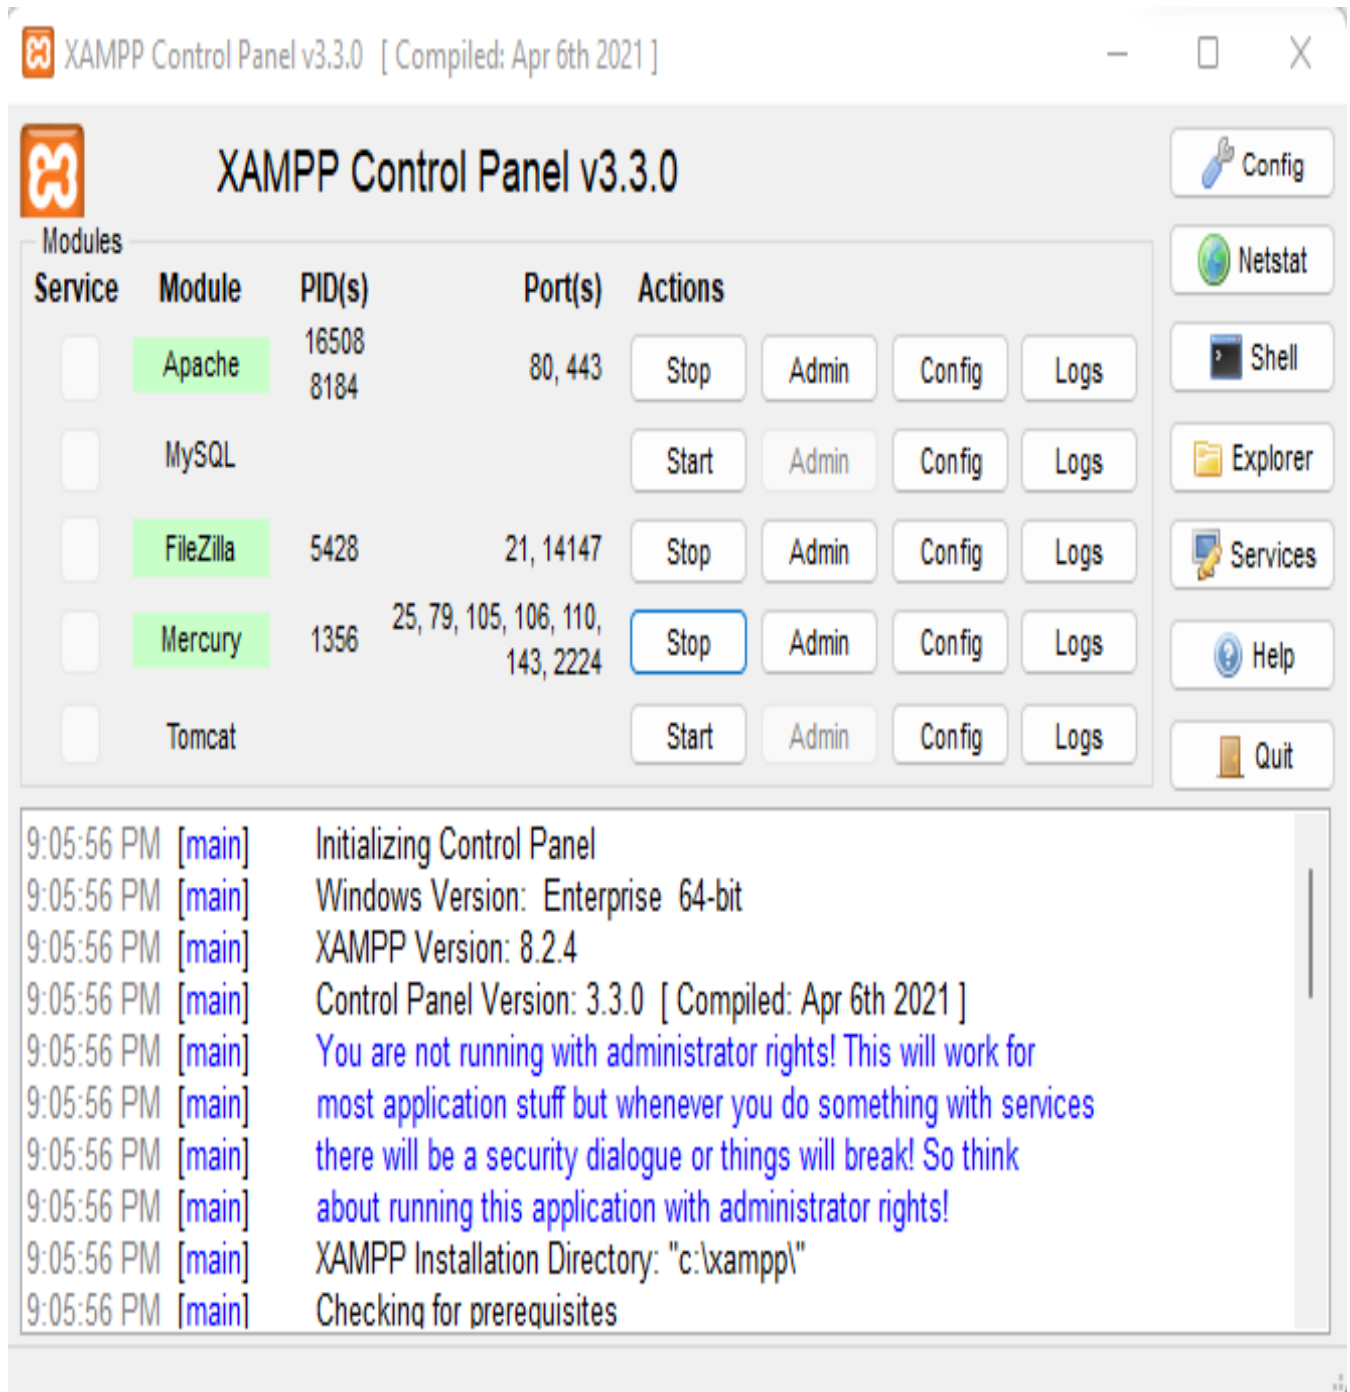 XAMPP Control Panel v3.3.0 [ Compiled: Apr 6th 2021 ]
XAMPP Control Panel v3.3.0
Config
Netstat
Shell
Explorer
Services
Help
Quit
Modules
Service Module PID(s) Port(s) Actions
Apache 16508 8184 80, 443 Stop Admin Config Logs
MySQL Start Admin Config Logs
FileZilla 5428 21, 14147 Stop Admin Config Logs
Mercury 1356 25, 79, 105, 106, 110, 143, 2224 Stop Admin Config Logs
Tomcat Start Admin Config Logs
9:05:56 PM [main] Initializing Control Panel
9:05:56 PM [main] Windows Version: Enterprise 64-bit
9:05:56 PM [main] XAMPP Version: 8.2.4
9:05:56 PM [main] Control Panel Version: 3.3.0 [ Compiled: Apr 6th 2021 ]
9:05:56 PM [main] You are not running with administrator rights! This will work for
9:05:56 PM [main] most application stuff but whenever you do something with services
9:05:56 PM [main] there will be a security dialogue or things will break! So think
9:05:56 PM [main] about running this application with administrator rights!
9:05:56 PM [main] XAMPP Installation Directory: "c:\xampp\"
9:05:56 PM [main] Checking for prerequisites